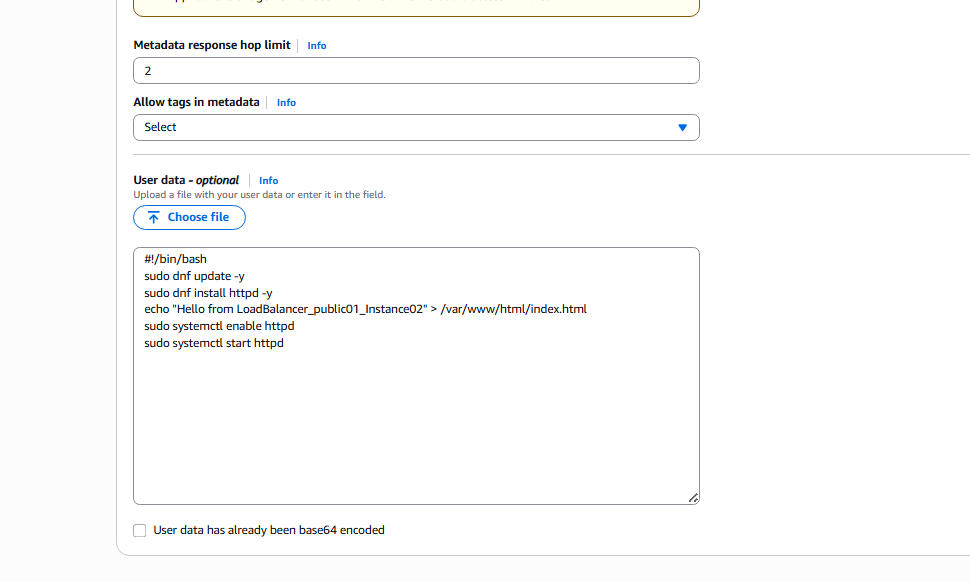 Metadata response hop limit Info
2
Allow tags in metadata Info
Select
User data - optional Info
Upload a file with your user data or enter it in the field.
Choose file
#!/bin/bash
sudo dnf update -y
sudo dnf install httpd -y
echo "Hello from LoadBalancer_public01_Instance02" > /var/www/html/index.html
sudo systemctl enable httpd
sudo systemctl start httpd
User data has already been base64 encoded